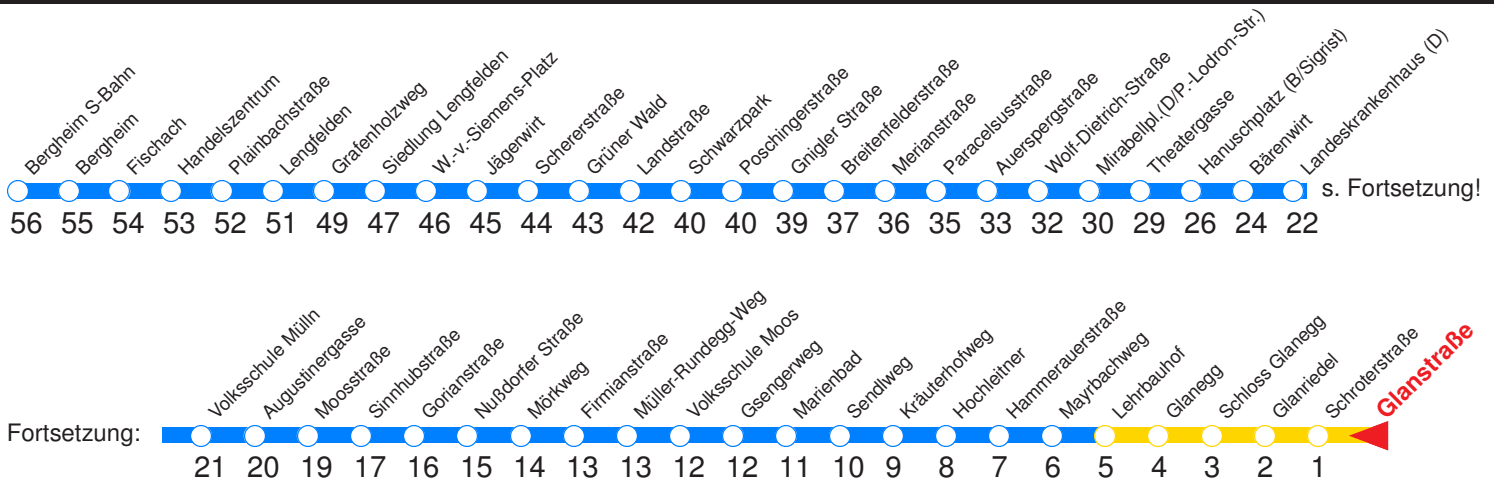 Bergheim S-Bahn
Bergheim
Fischach
Handelszentrum
Plainbachstraße
Lengfelden
Grafenholzweg
Siedlung Lengfelden
W.-v.-Siemens-Platz
Jägerwirt
Schererstraße
Grüner Wald
Landstraße
Schwarzpark
Poschingerstraße
Gnigler Straße
Breitenfelderstraße
Merianstraße
Paracelsusstraße
Auerspergstraße
Wolf-Dietrich-Straße
Mirabellpl.(D/P.-Lodron-Str.)
Theatergasse
Hanuschplatz (B/Sigrist)
Bärenwirt
Landeskrankenhaus (D)
s. Fortsetzung!
56 55 54 53 52 51 49 47 46 45 44 43 42 40 40 39 37 36 35 33 32 30 29 26 24 22
Volksschule Mülln
Augustinergasse
Moosstraße
Sinnhubstraße
Gorianstraße
Nußdorfer Straße
Mörkweg
Firmianstraße
Müller-Rundegg-Weg
Volksschule Moos
Gsengerweg
Marienbad
Sendlweg
Kräuterhofweg
Hochleitner
Hammerauerstraße
Mayrbachweg
Lehrbauhof
Glanegg
Schloss Glanegg
Glanriedel
Schroterstraße
Glanstraße
Fortsetzung:
21 20 19 17 16 15 14 13 13 12 12 11 10 9 8 7 6 5 4 3 2 1